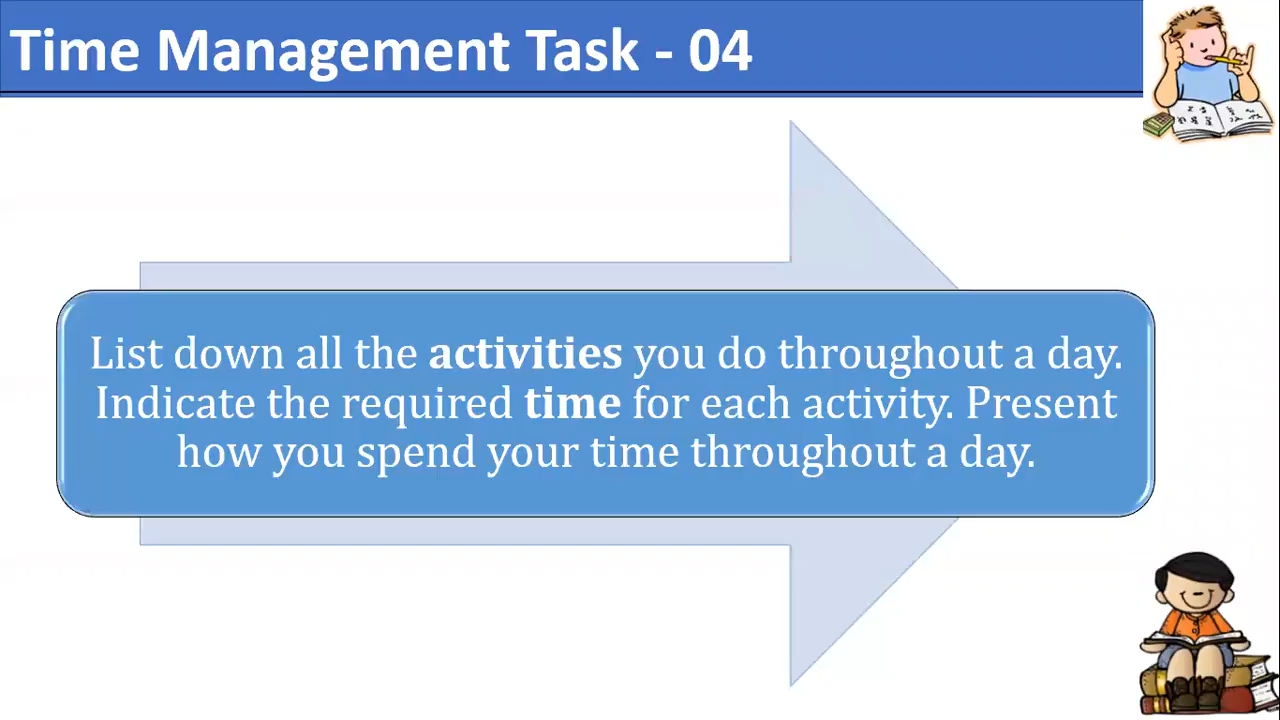 Time Management Task - 04
List down all the activities you do throughout a day.
Indicate the required time for each activity. Present
how you spend your time throughout a day.